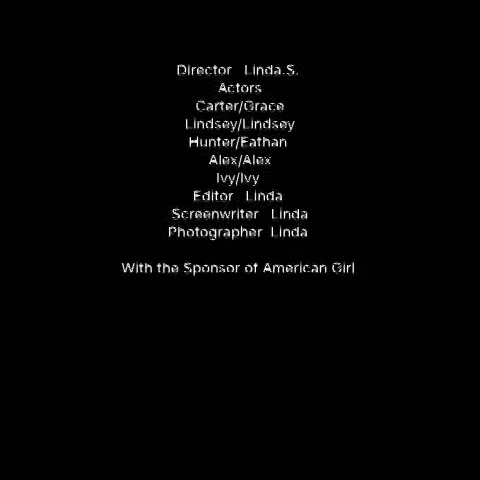 Director Linda.S.
Actors
Carter/Grace
Lindsey/Lindsey
Hunter/Eathan
Alex/Alex
Ivy/Ivy
Editor Linda
Screenwriter Linda
Photographer Linda
With the Sponsor of American Girl